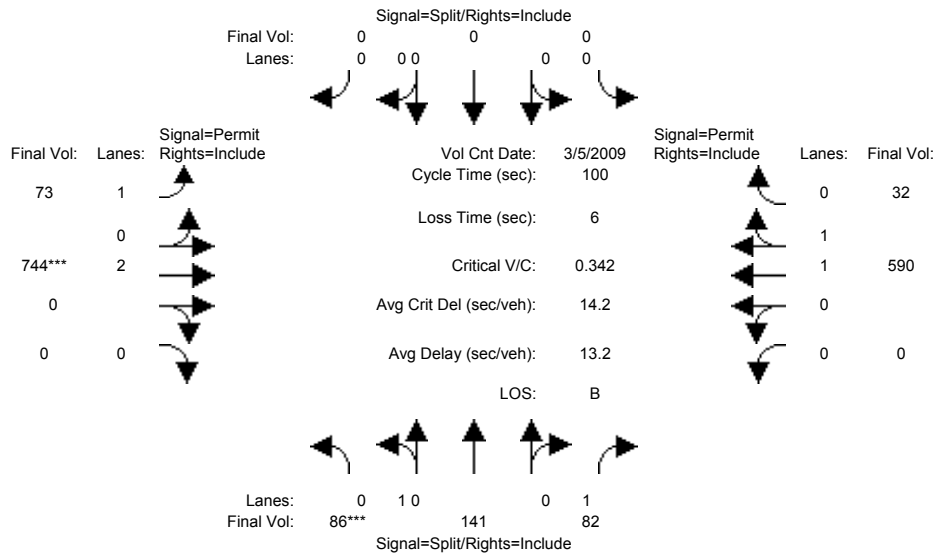 Signal=Split/Rights=Include
Final Vol: 0 0 0
Lanes: 0 0 0 0 0
Signal=Permit Signal=Permit
Final Vol: Lanes: Rights=Include Vol Cnt Date: 3/5/2009 Rights=Include Lanes: Final Vol:
Cycle Time (sec): 100
73 1 0 32
Loss Time (sec): 6
0 1
744*** 2 Critical V/C: 0.342 1 590
0 Avg Crit Del (sec/veh): 14.2 0
0 0 Avg Delay (sec/veh): 13.2 0 0
LOS: B
Lanes: 0 1 0 0 1
Final Vol: 86*** 141 82
Signal=Split/Rights=Include